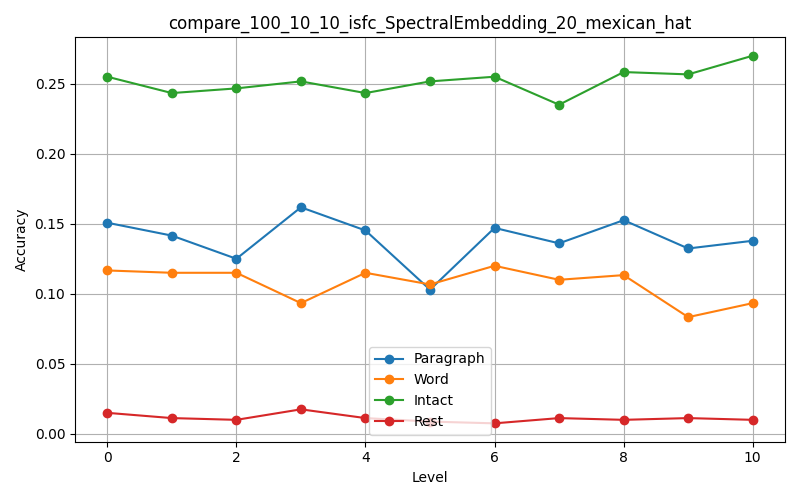 compare_100_10_10_isfc_SpectralEmbedding_20_mexican_hat
Accuracy
0.25
0.20
0.15
0.10
0.05
0.00
Paragraph
Word
Intact
Rest
0 2 4 6 8 10
Level